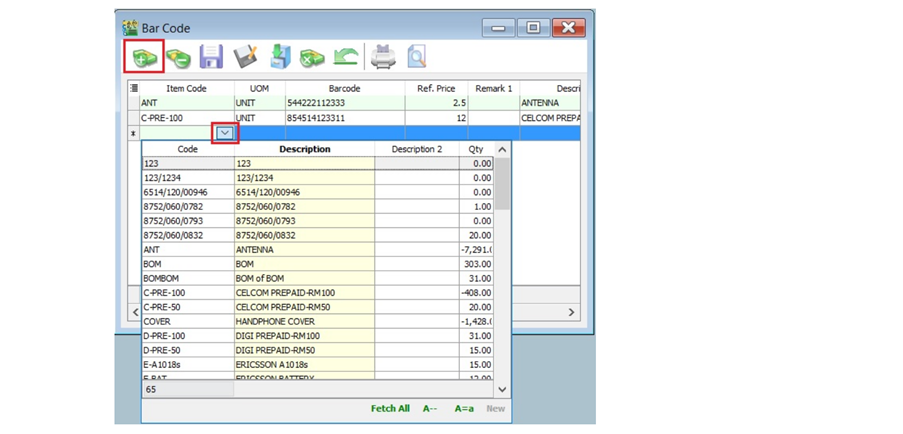 Bar Code
Item Code UOM Barcode Ref. Price Remark 1 Descri
ANT UNIT 544222112333 2.5 ANTENNA
C-PRE-100 UNIT 854514123311 12 CELCOM PREPA
Code Description Description 2 Qty
123 123 0.00
123/1234 123/1234 0.00
6514/120/00946 6514/120/00946 0.00
8752/060/0782 8752/060/0782 1.00
8752/060/0793 8752/060/0793 0.00
8752/060/0832 8752/060/0832 20.00
ANT ANTENNA -7,291.(
BOM BOM 303.00
BOMBOM BOM of BOM 31.00
C-PRE-100 CELCOM PREPAID-RM100 -408.00
C-PRE-50 CELCOM PREPAID-RM50 20.00
COVER HANDPHONE COVER -1,428.(
D-PRE-100 DIGI PREPAID-RM100 31.00
D-PRE-50 DIGI PREPAID-RM50 15.00
E-A1018s ERICSSON A1018s 15.00
E-BAT ERICSSON BATTERY 12.00
65
Fetch All A-- A=a New